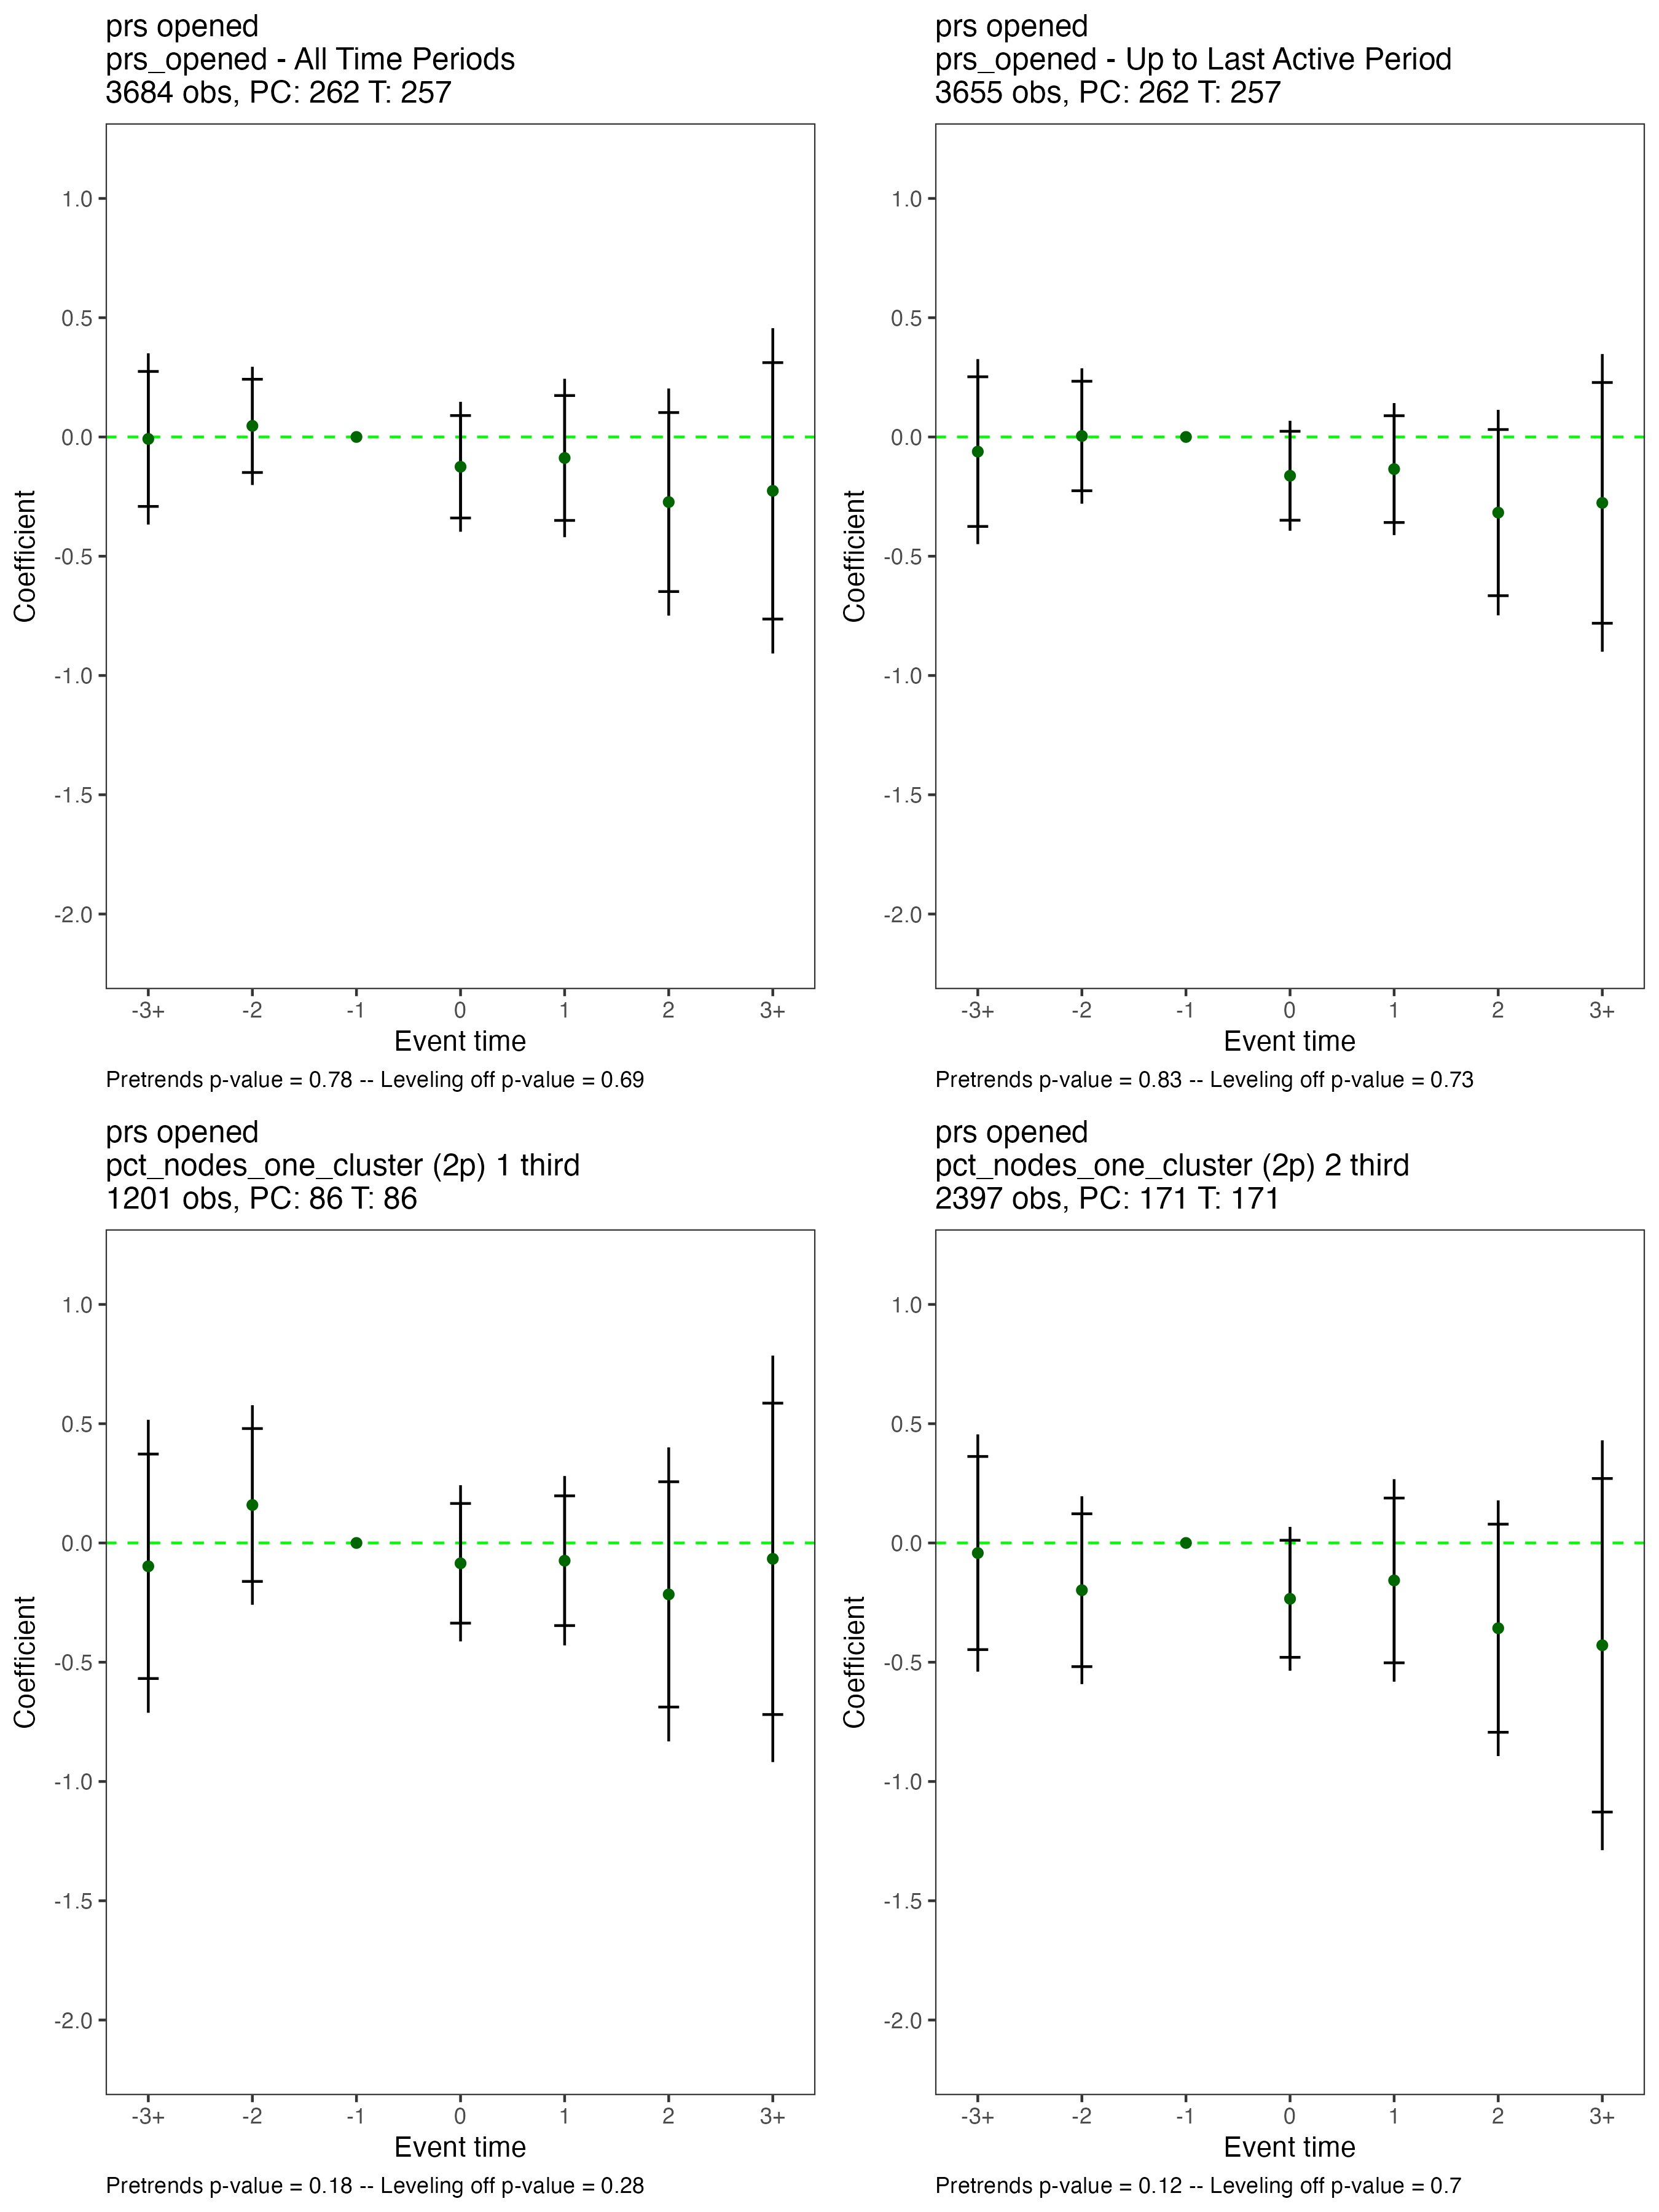 prs opened
prs_opened - All Time Periods
3684 obs, PC: 262 T: 257
1.0
0.5
0.0
-0.5
-1.0
-1.5
-2.0
Coefficient
-3+ -2 -1 0 1 2 3+
Event time
Pretrends p-value = 0.78 -- Leveling off p-value = 0.69
prs opened
prs_opened - Up to Last Active Period
3655 obs, PC: 262 T: 257
1.0
0.5
0.0
-0.5
-1.0
-1.5
-2.0
Coefficient
-3+ -2 -1 0 1 2 3+
Event time
Pretrends p-value = 0.83 -- Leveling off p-value = 0.73
prs opened
pct_nodes_one_cluster (2p) 1 third
1201 obs, PC: 86 T: 86
1.0
0.5
0.0
-0.5
-1.0
-1.5
-2.0
Coefficient
-3+ -2 -1 0 1 2 3+
Event time
Pretrends p-value = 0.18 -- Leveling off p-value = 0.28
prs opened
pct_nodes_one_cluster (2p) 2 third
2397 obs, PC: 171 T: 171
1.0
0.5
0.0
-0.5
-1.0
-1.5
-2.0
Coefficient
-3+ -2 -1 0 1 2 3+
Event time
Pretrends p-value = 0.12 -- Leveling off p-value = 0.7